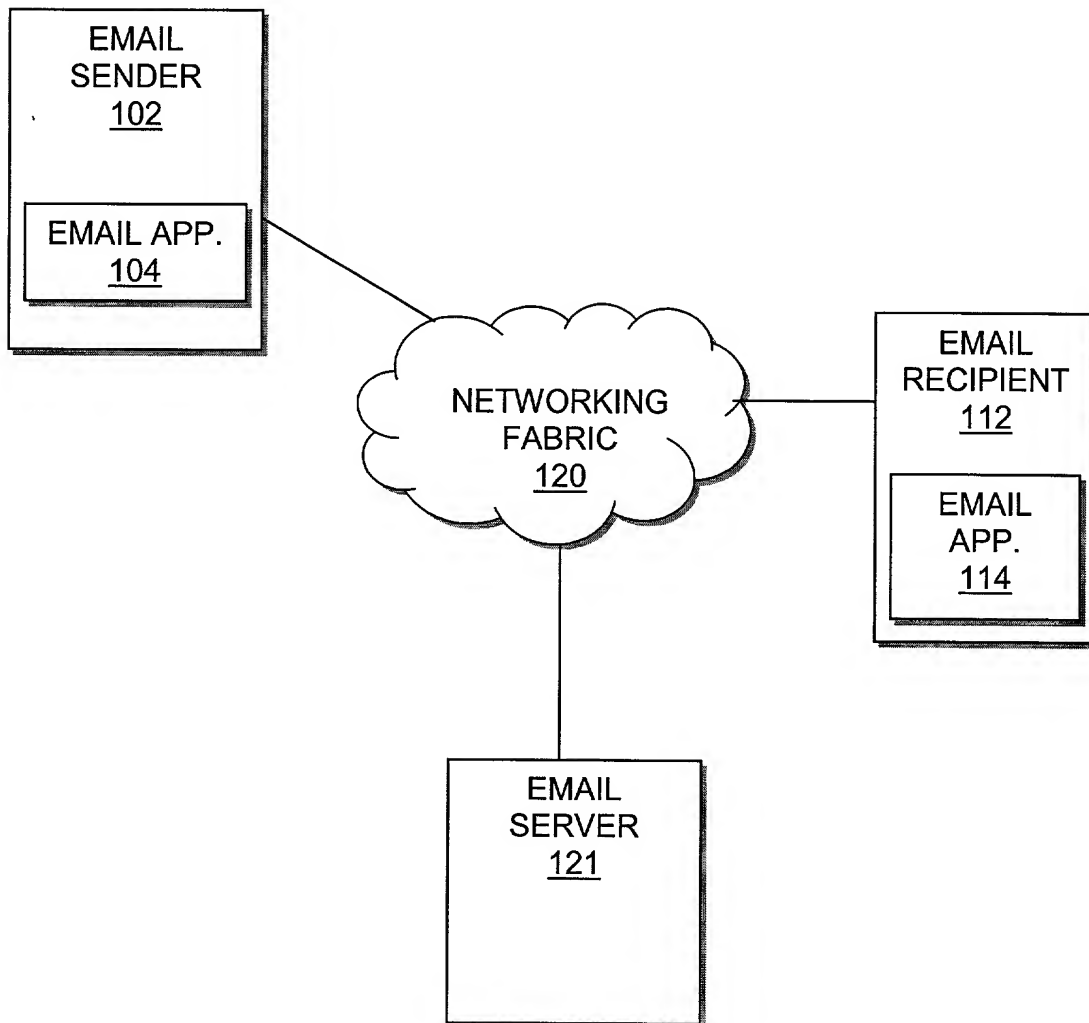 EMAIL
SENDER
102
EMAIL APP.
104
NETWORKING
FABRIC
120
EMAIL
RECIPIENT
112
EMAIL
APP.
114
EMAIL
SERVER
121